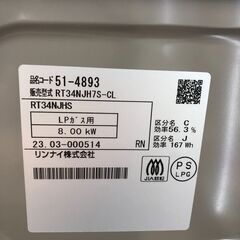 品名コード 51-4893
販売型式 RT34NJH7S-CL
RT34NJHS
LPガス用
8.00 kW
23.03-000514
RN
リンナイ株式会社
区分名 C
効率56.3 %
区分名 J
効率 167 Wh
JIA
PS
LPG